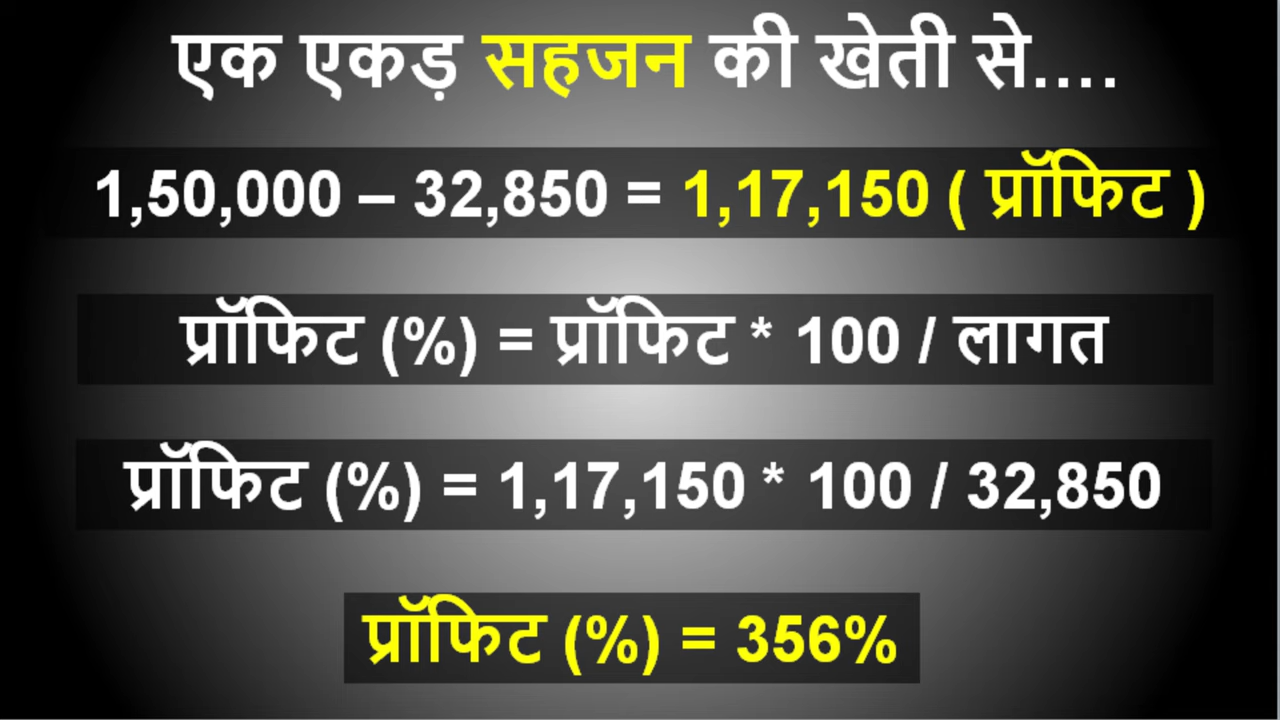 एक एकड़ सहजन की खेती से....
1,50,000 – 32,850 = 1,17,150 ( प्रॉफिट )
प्रॉफिट (%) = प्रॉफिट * 100 / लागत
प्रॉफिट (%) = 1,17,150 * 100 / 32,850
प्रॉफिट (%) = 356%